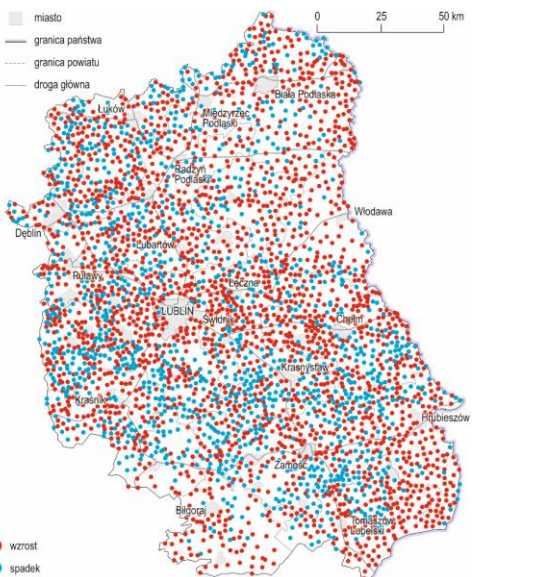 miasto
0 25 50 km
granica państwa
granica powiatu
droga główna
Biała Podlaska
Łuków
Międzyrzec
Podlaski
Radzyń
Podlaski
Włodawa
Dęblin
Lubartów
Puławy
Łęczna
LUBLIN
Świdnik
Chełm
Krasnystaw
Kraśnik
Hrubieszów
Zamość
Biłgoraj
Tomaszów
Lubelski
wzrost
spadek